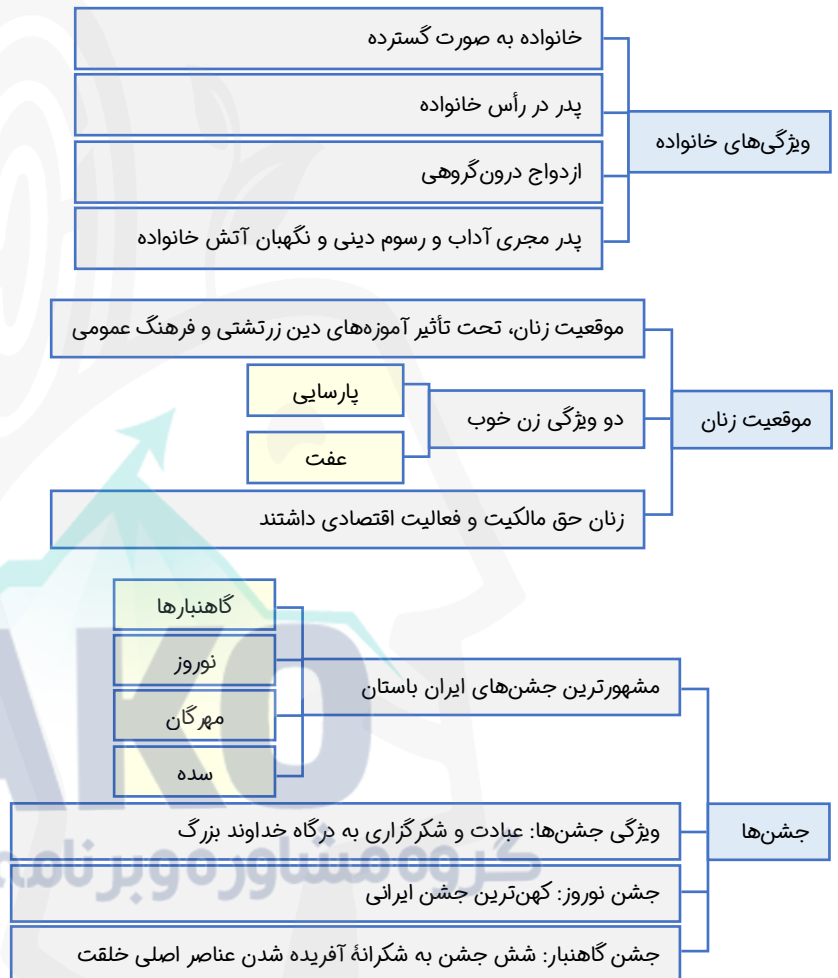 ویژگی‌های خانواده
خانواده به صورت گسترده
پدر در رأس خانواده
ازدواج درون‌گروهی
پدر مجری آداب و رسوم دینی و نگهبان آتش خانواده
موقعیت زنان
موقعیت زنان، تحت تأثیر آموزه‌های دین زرتشتی و فرهنگ عمومی
دو ویژگی زن خوب
پارسایی
عفت
زنان حق مالکیت و فعالیت اقتصادی داشتند
جشن‌ها
مشهورترین جشن‌های ایران باستان
گاهنبارها
نوروز
مهرگان
سده
ویژگی جشن‌ها: عبادت و شکرگزاری به درگاه خداوند بزرگ
جشن نوروز: کهن‌ترین جشن ایرانی
جشن گاهنبار: شش جشن به شکرانهٔ آفریده شدن عناصر اصلی خلقت
AKO
گروه مشاوره و برنامه